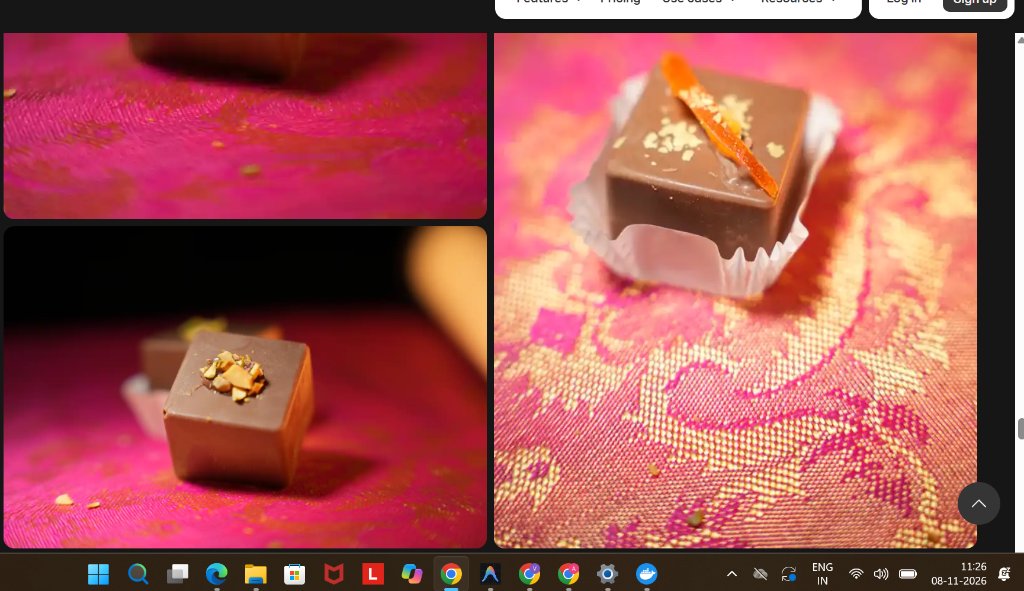 Features Pricing Use cases Resources Log in Sign up
L
ENG
IN
11:26
08-11-2026